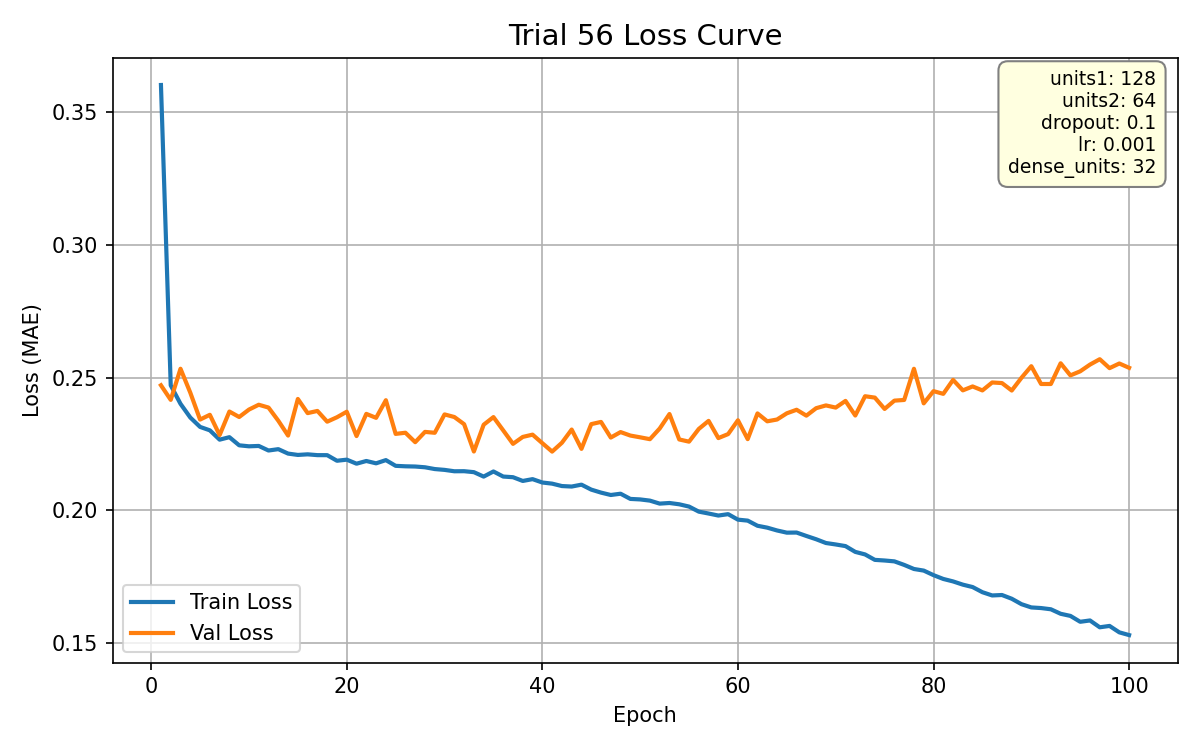 Trial 56 Loss Curve
units1: 128
units2: 64
dropout: 0.1
lr: 0.001
dense_units: 32
Loss (MAE)
0.35
0.30
0.25
0.20
0.15
Train Loss
Val Loss
0 20 40 60 80 100
Epoch